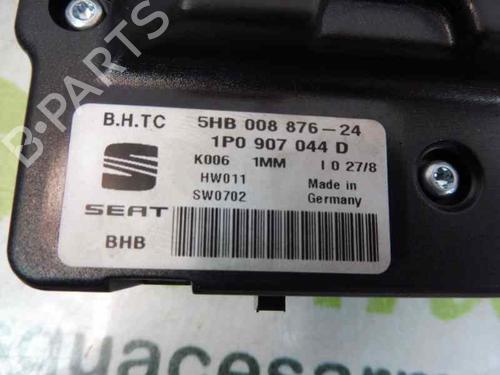 B-PARTS
B.H.TC 5HB 008 876-24
1P0 907 044 D
K006 1MM I 0 27/8
HW011 Made in
SW0702 Germany
SEAT
BHB